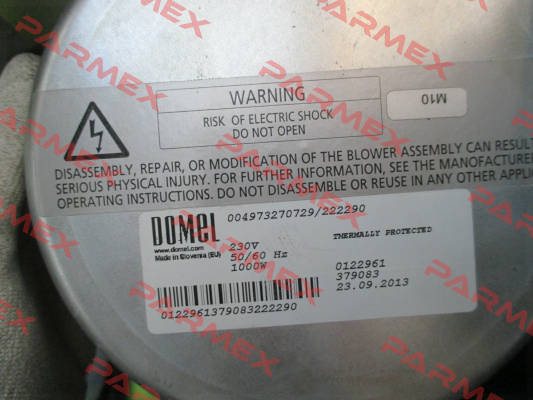 WARNING
RISK OF ELECTRIC SHOCK
DO NOT OPEN
M10
DISASSEMBLY, REPAIR, OR MODIFICATION OF THE BLOWER ASSEMBLY CAN RESULT
SERIOUS PHYSICAL INJURY. FOR FURTHER INFORMATION, SEE THE MANUFACTURER
OPERATING INSTRUCTIONS. DO NOT DISASSEMBLE OR REUSE IN ANY OTHER APPLI
DOMEL 004973270729/222290
www.domel.com 230V THERMALLY PROTECTED
Made in Slovenia (EU) 50/60 Hz
1000W 0122961
379083
23.09.2013
0122961379083222290
PARMEX
PARMEX
PARMEX
PARMEX
PARMEX
PARMEX
PARMEX
PARMEX